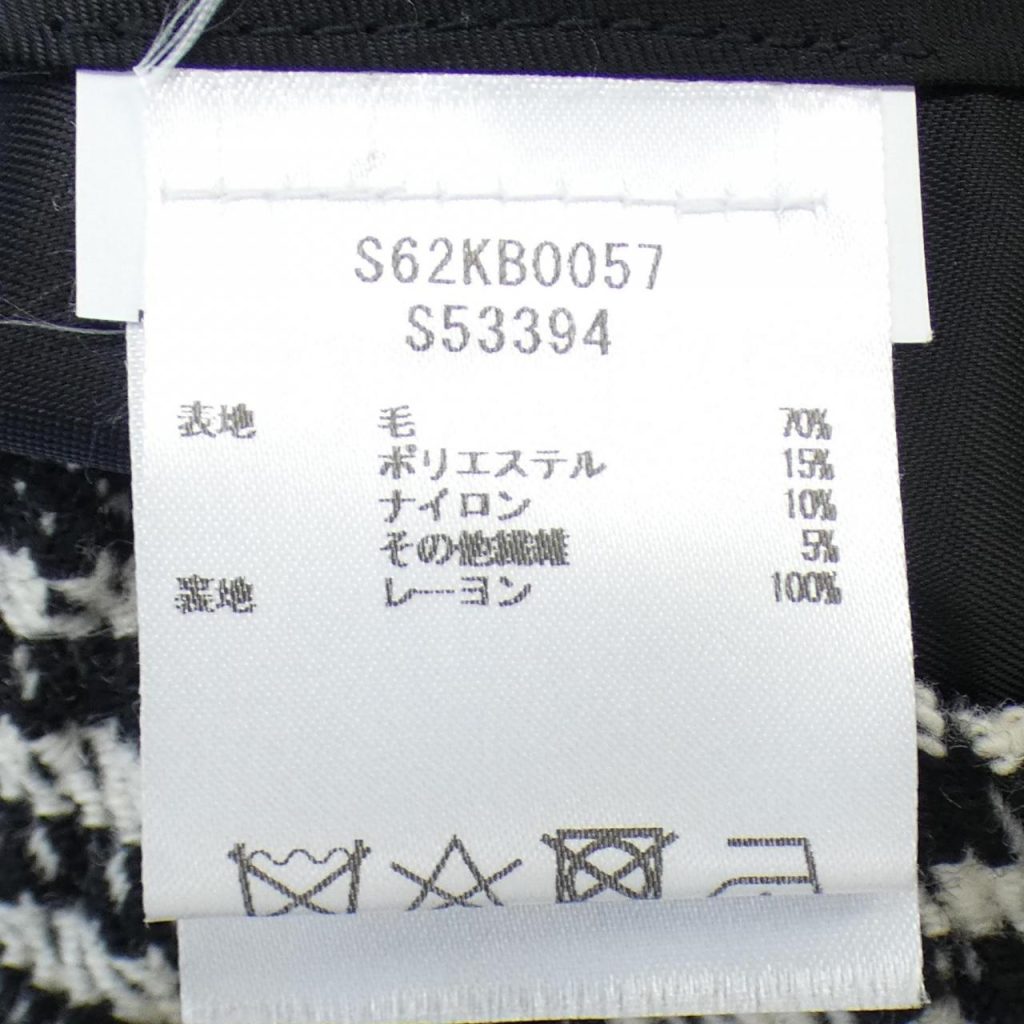 S62KB0057
S53394
表地 毛 70%
ポリエステル 15%
ナイロン 10%
その他繊維 5%
裏地 レーヨン 100%